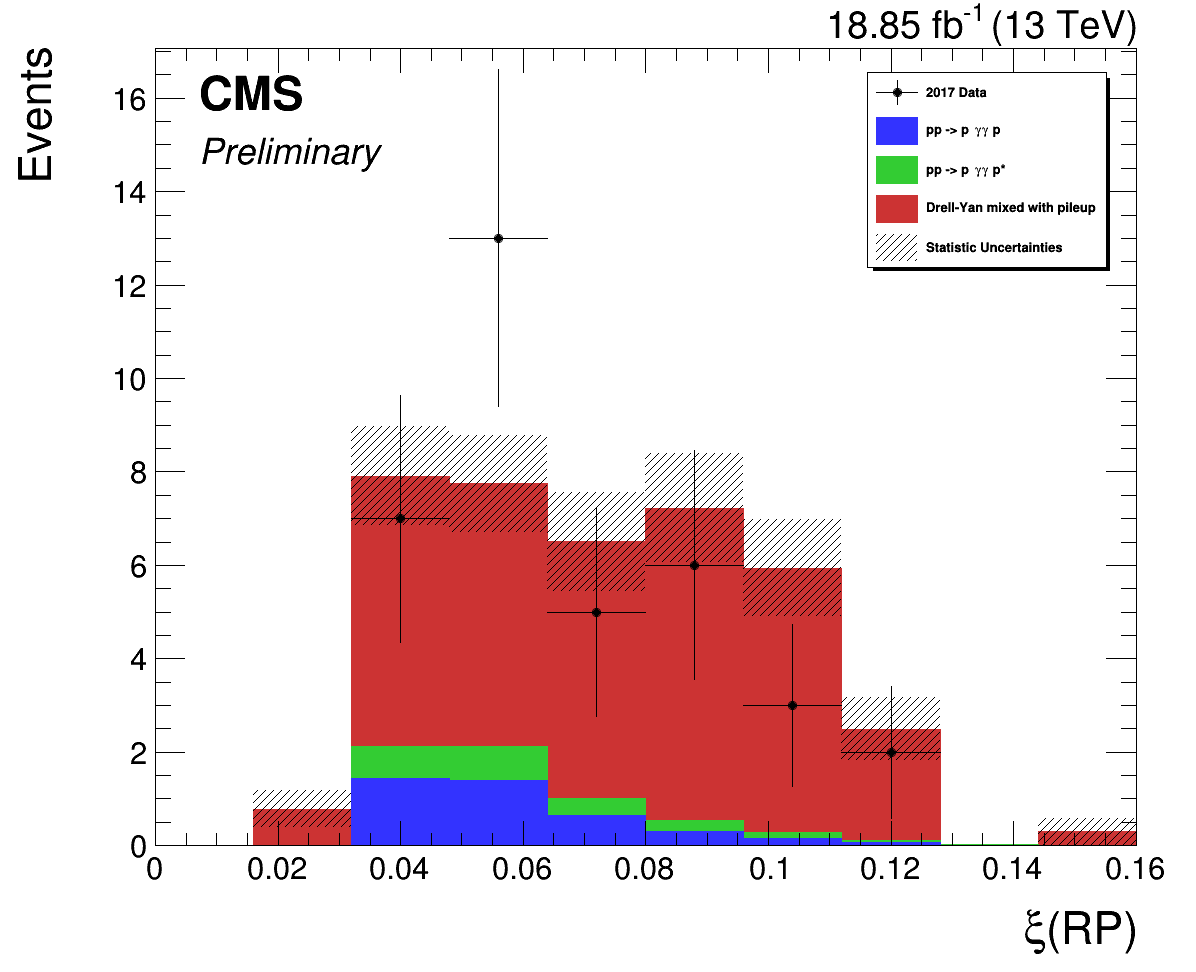 18.85 fb⁻¹ (13 TeV)
Events
CMS
Preliminary
2017 Data
pp -> p γγ p
pp -> p γγ p*
Drell-Yan mixed with pileup
Statistic Uncertainties
16
14
12
10
8
6
4
2
0
0 0.02 0.04 0.06 0.08 0.1 0.12 0.14 0.16
ξ(RP)